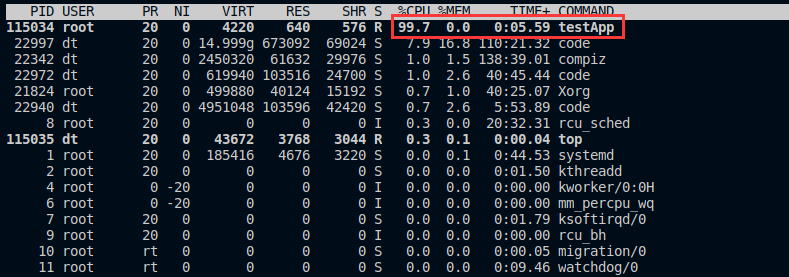 PID USER PR NI VIRT RES SHR S %CPU %MEM TIME+ COMMAND
115034 root 20 0 4220 640 576 R 99.7 0.0 0:05.59 testApp
22997 dt 20 0 14.999g 673092 69024 S 7.9 16.8 110:21.32 code
22342 dt 20 0 2450320 61632 29976 S 1.0 1.5 138:39.01 compiz
22972 dt 20 0 619940 103516 24700 S 1.0 2.6 40:45.44 code
21824 root 20 0 499880 40124 15192 S 0.7 1.0 40:25.07 Xorg
22940 dt 20 0 4951048 103596 42420 S 0.7 2.6 5:53.89 code
8 root 20 0 0 0 0 I 0.3 0.0 20:32.31 rcu_sched
115035 dt 20 0 43672 3768 3044 R 0.3 0.1 0:00.04 top
1 root 20 0 185416 4676 3220 S 0.0 0.1 0:44.53 systemd
2 root 20 0 0 0 0 S 0.0 0.0 0:01.50 kthreadd
4 root 0 -20 0 0 0 I 0.0 0.0 0:00.00 kworker/0:0H
6 root 0 -20 0 0 0 I 0.0 0.0 0:00.00 mm_percpu_wq
7 root 20 0 0 0 0 S 0.0 0.0 0:01.79 ksoftirqd/0
9 root 20 0 0 0 0 I 0.0 0.0 0:00.00 rcu_bh
10 root rt 0 0 0 0 S 0.0 0.0 0:00.05 migration/0
11 root rt 0 0 0 0 S 0.0 0.0 0:09.46 watchdog/0